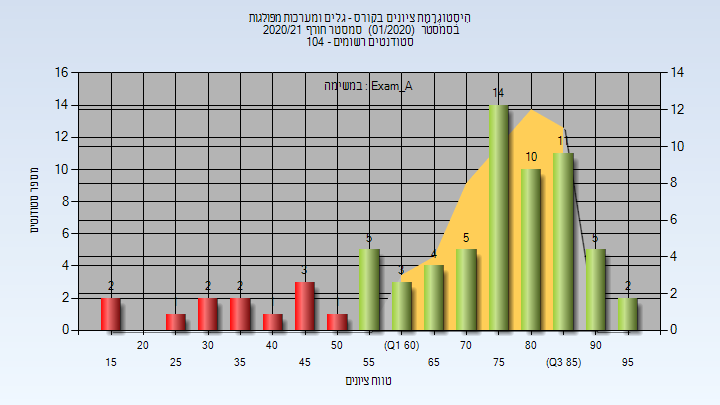 היסטוגרמת ציונים בקורס - גלים ומערכות מפולגות
בסמסטר (01/2020) סמסטר חורף 2020/21
סטודנטים רשומים - 104
במשימה : Exam_A
מספר סטודנטים
16 14 12 10 8 6 4 2 0
14 12 10 8 6 4 2 0
2 1 2 2 1 3 1 5 3 4 5 14 10 11 5 2
20 30 40 50 (Q1 60) 70 80 90
15 25 35 45 55 65 75 (Q3 85) 95
טווח ציונים